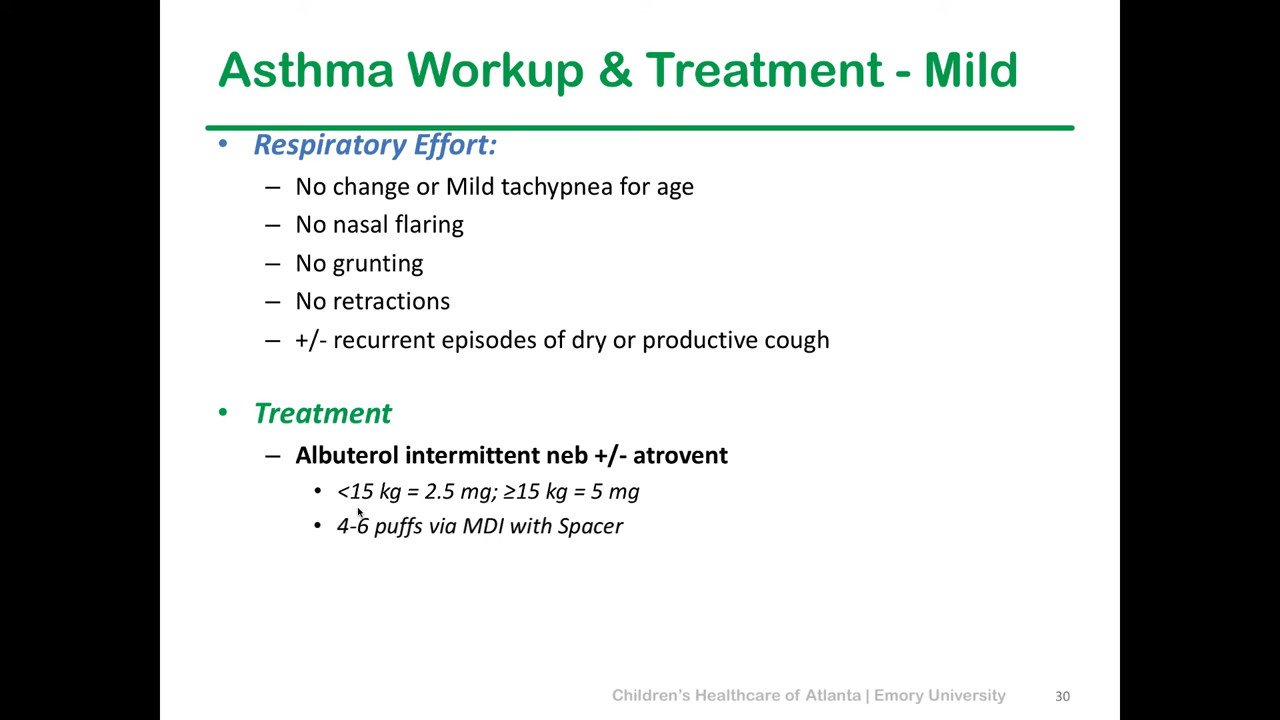 Asthma Workup & Treatment - Mild
• Respiratory Effort:
– No change or Mild tachypnea for age
– No nasal flaring
– No grunting
– No retractions
– +/- recurrent episodes of dry or productive cough
• Treatment
– Albuterol intermittent neb +/- atrovent
• <15 kg = 2.5 mg; ≥15 kg = 5 mg
• 4-6 puffs via MDI with Spacer
Children's Healthcare of Atlanta | Emory University 30